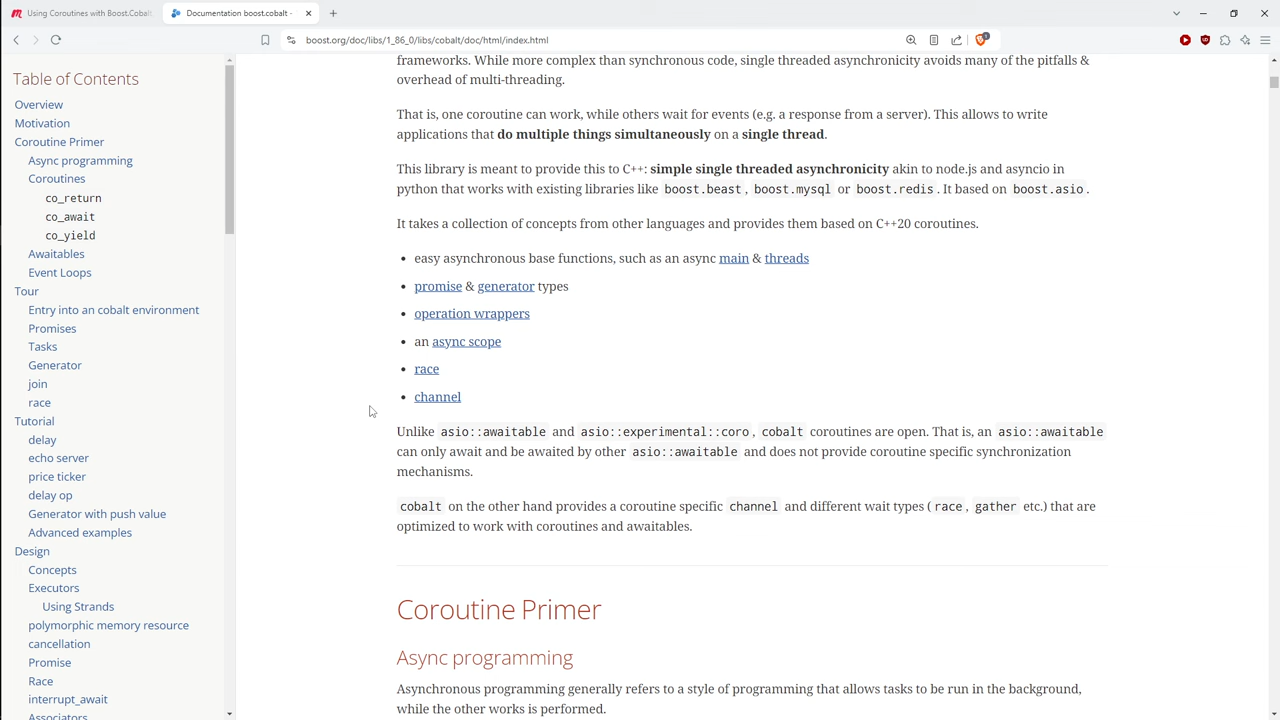 Using Coroutines with Boost.Cobalt
Documentation boost.cobalt -
boost.org/doc/libs/1_86_0/libs/cobalt/doc/html/index.html
Table of Contents
Overview
Motivation
Coroutine Primer
Async programming
Coroutines
co_return
co_await
co_yield
Awaitables
Event Loops
Tour
Entry into an cobalt environment
Promises
Tasks
Generator
join
race
Tutorial
delay
echo server
price ticker
delay op
Generator with push value
Advanced examples
Design
Concepts
Executors
Using Strands
polymorphic memory resource
cancellation
Promise
Race
interrupt_await
Associators
frameworks. While more complex than synchronous code, single threaded asynchronicity avoids many of the pitfalls &
overhead of multi-threading.
That is, one coroutine can work, while others wait for events (e.g. a response from a server). This allows to write
applications that do multiple things simultaneously on a single thread.
This library is meant to provide this to C++: simple single threaded asynchronicity akin to node.js and asyncio in
python that works with existing libraries like boost.beast, boost.mysql or boost.redis. It based on boost.asio.
It takes a collection of concepts from other languages and provides them based on C++20 coroutines.
• easy asynchronous base functions, such as an async main & threads
• promise & generator types
• operation wrappers
• an async scope
• race
• channel
Unlike asio::awaitable and asio::experimental::coro, cobalt coroutines are open. That is, an asio::awaitable
can only await and be awaited by other asio::awaitable and does not provide coroutine specific synchronization
mechanisms.
cobalt on the other hand provides a coroutine specific channel and different wait types (race, gather etc.) that are
optimized to work with coroutines and awaitables.
Coroutine Primer
Async programming
Asynchronous programming generally refers to a style of programming that allows tasks to be run in the background,
while the other works is performed.